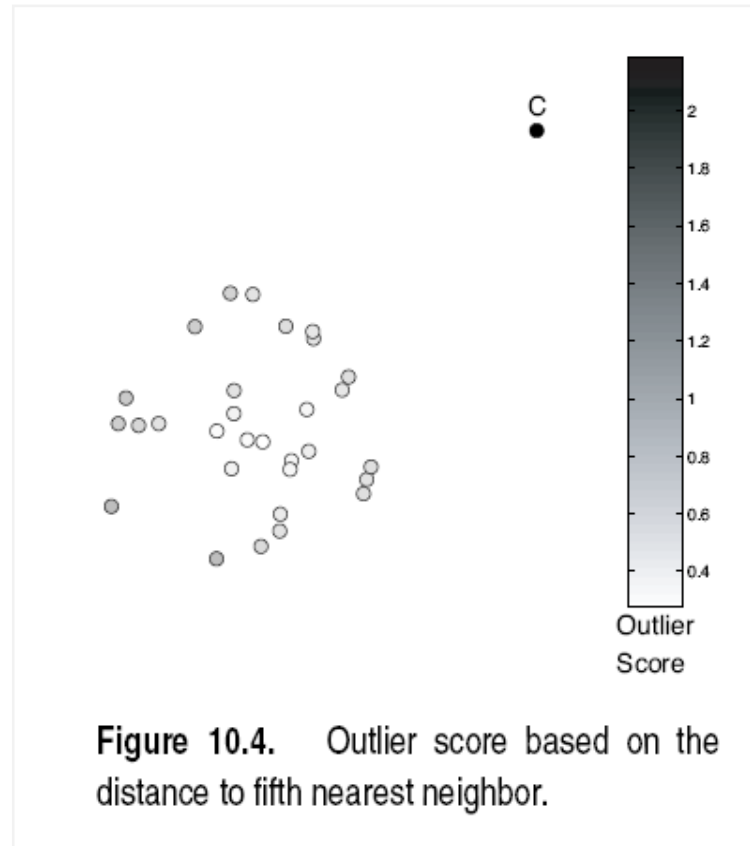 C
2
1.8
1.6
1.4
1.2
1
0.8
0.6
0.4
Outlier
Score
Figure 10.4. Outlier score based on the
distance to fifth nearest neighbor.